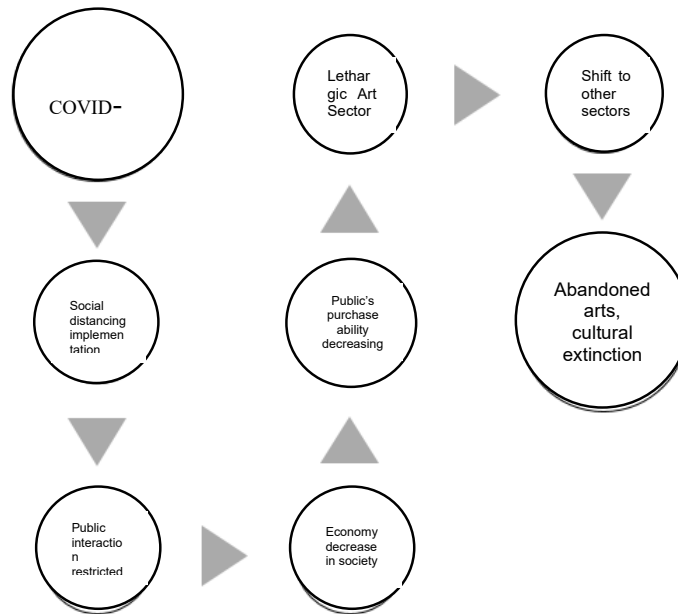 COVID-
Social
distancing
implemen
tation
Public
interactio
n
restricted
Economy
decrease
in society
Public's
purchase
ability
decreasing
Lethar
gic Art
Sector
Shift to
other
sectors
Abandoned
arts,
cultural
extinction